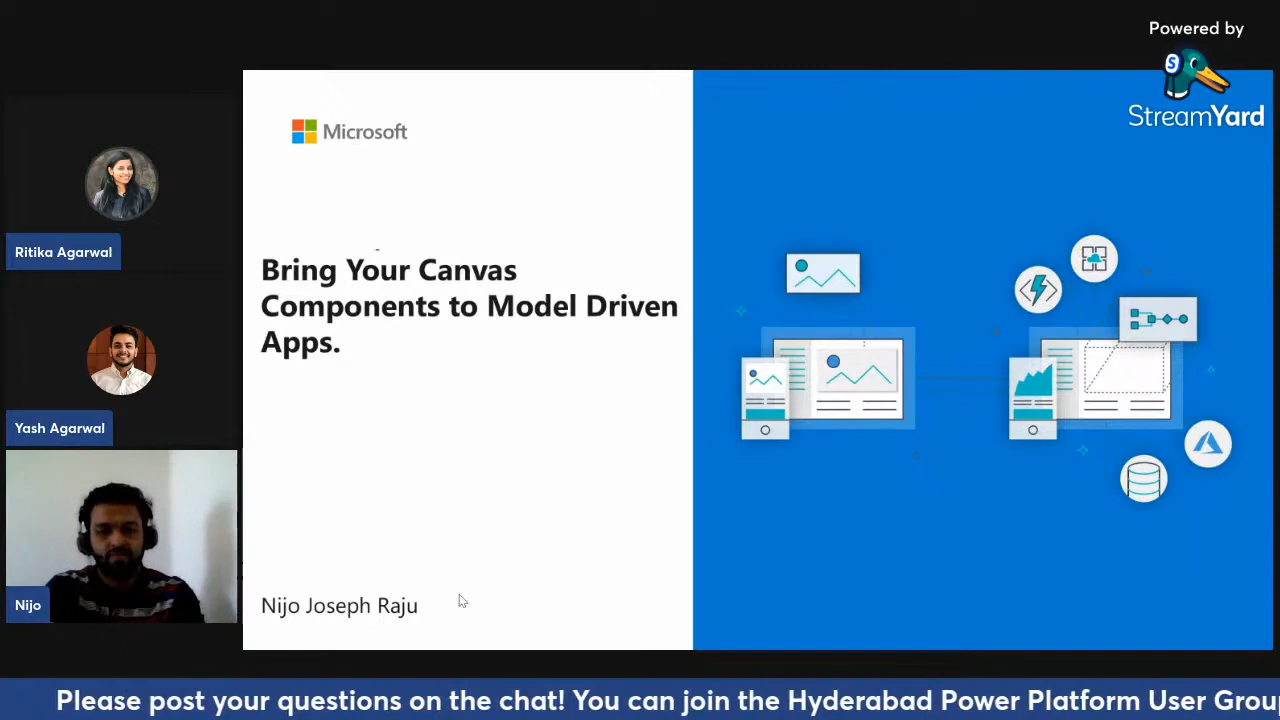 Powered by
StreamYard
Microsoft
Bring Your Canvas
Components to Model Driven
Apps.
Nijo Joseph Raju
Ritika Agarwal
Yash Agarwal
Nijo
Please post your questions on the chat! You can join the Hyderabad Power Platform User Grou